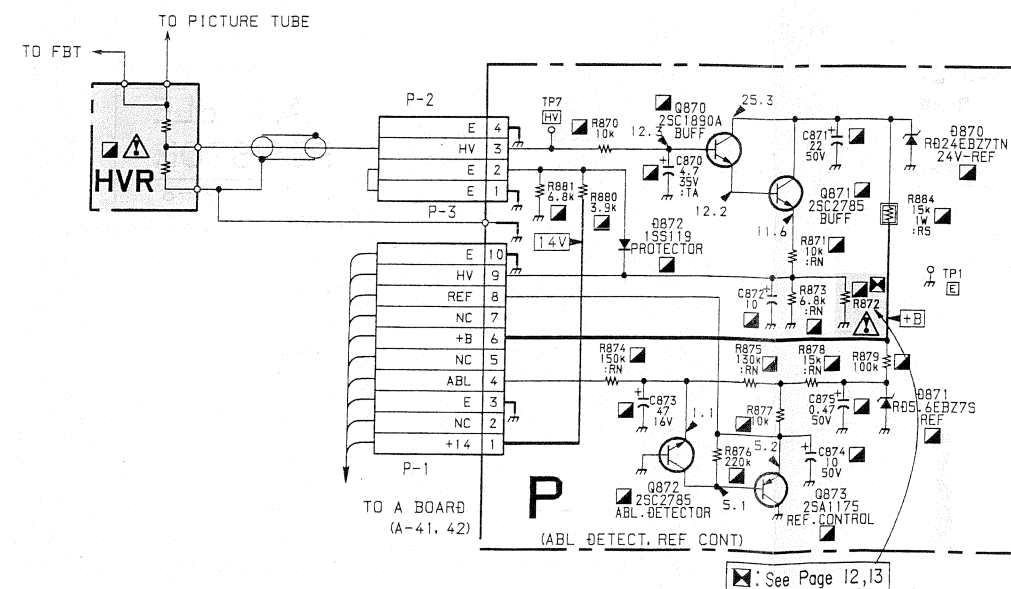 TO PICTURE TUBE
TO FBT
HVR
P-2
E 4
HV 3
E 2
E 1
P-3
TP7
HV
R870
10k
12.3
Q870
2SC1890A
BUFF
25.3
C870
4.7
35V
:TA
R881
6.8k
R880
3.9k
14V
D872
1SS119
PROTECTOR
12.2
Q871
2SC2785
BUFF
11.6
C871
22
50V
D870
RD24EBZ7TN
24V-REF
R884
15k
1W
:RS
R871
10k
:RN
C872
10
R873
6.8k
:RN
R872
TP1
E
+B
E 10
HV 9
REF 8
NC 7
+B 6
NC 5
ABL 4
E 3
NC 2
+14 1
P-1
TO A BOARD
(A-41, 42)
R874
150k
:RN
R875
130k
:RN
R878
15k
:RN
R879
100k
C873
47
16V
1.1
R877
10k
C875
0.47
50V
D871
RD5.6EBZ7S
REF
R876
220k
5.2
C874
10
50V
5.1
Q872
2SC2785
ABL.DETECTOR
Q873
2SA1175
REF.CONTROL
P
(ABL DETECT, REF CONT)
: See Page 12,13